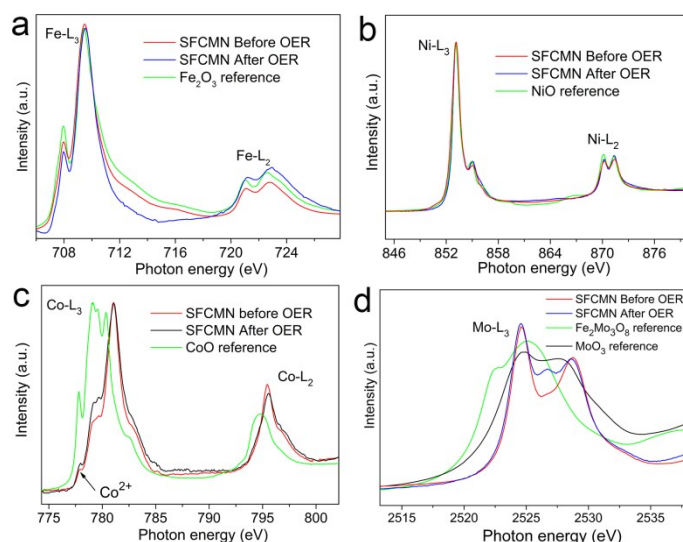 a
Fe-L3
SFCMN Before OER
SFCMN After OER
Fe2O3 reference
Fe-L2
Intensity (a.u.)
708 712 716 720 724
Photon energy (eV)
b
Ni-L3
SFCMN Before OER
SFCMN After OER
NiO reference
Ni-L2
Intensity (a.u.)
846 852 858 864 870 876
Photon energy (eV)
c
Co-L3
SFCMN before OER
SFCMN After OER
CoO reference
Co-L2
Co2+
Intensity (a.u.)
775 780 785 790 795 800
Photon energy (eV)
d
SFCMN Before OER
SFCMN After OER
Fe2Mo3O8 reference
MoO3 reference
Mo-L3
Intensity (a.u.)
2515 2520 2525 2530 2535
Photon energy (eV)